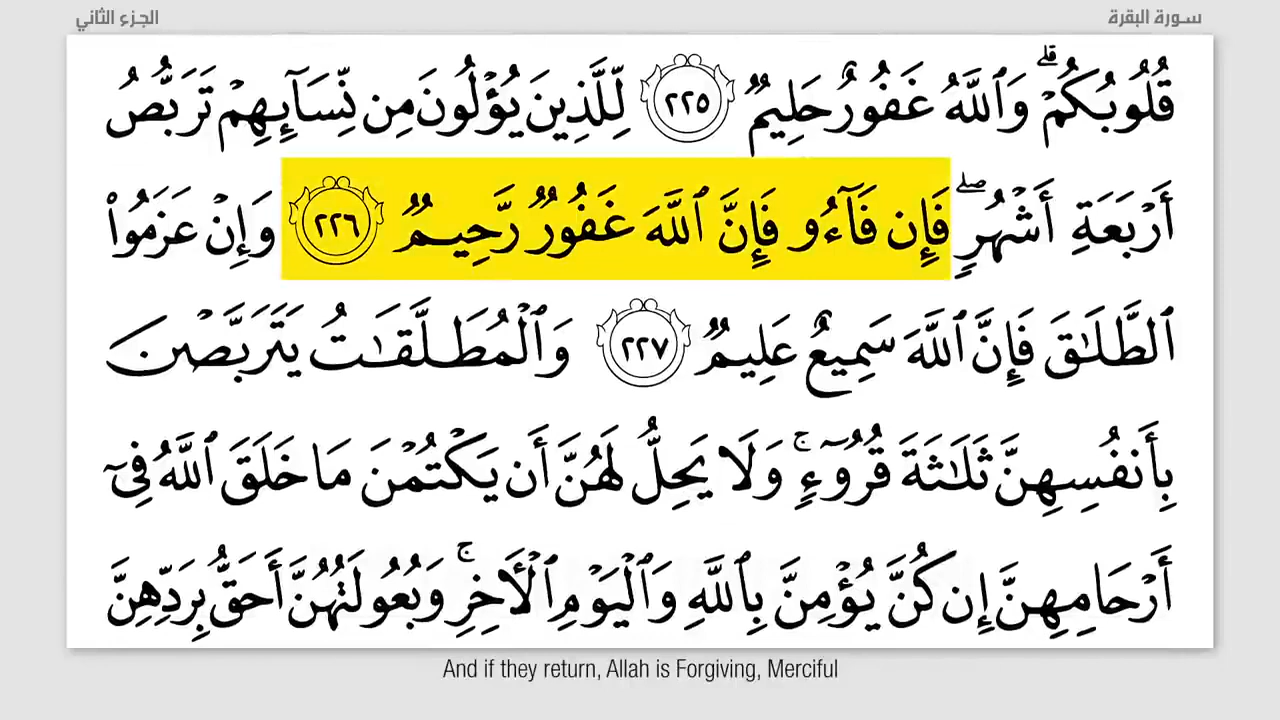 سورة البقرة
الجزء الثاني
قُلُوبُكُمْ ۗ وَٱللَّهُ غَفُورٌ حَلِيمٌ ٢٢٥ لِّلَّذِينَ يُؤْلُونَ مِن نِّسَآئِهِمْ تَرَبُّصُ
أَرْبَعَةِ أَشْهُرٍ ۖ فَإِن فَآءُو فَإِنَّ ٱللَّهَ غَفُورٌ رَّحِيمٌ ٢٢٦ وَإِنْ عَزَمُوا۟
ٱلطَّلَٰقَ فَإِنَّ ٱللَّهَ سَمِيعٌ عَلِيمٌ ٢٢٧ وَٱلْمُطَلَّقَٰتُ يَتَرَبَّصْنَ
بِأَنفُسِهِنَّ ثَلَٰثَةَ قُرُوٓءٍ ۚ وَلَا يَحِلُّ لَهُنَّ أَن يَكْتُمْنَ مَا خَلَقَ ٱللَّهُ فِىٓ
أَرْحَامِهِنَّ إِن كُنَّ يُؤْمِنَّ بِٱللَّهِ وَٱلْيَوْمِ ٱلْـَٔاخِرِ ۚ وَبُعُولَتُهُنَّ أَحَقُّ بِرَدِّهِنَّ
And if they return, Allah is Forgiving, Merciful